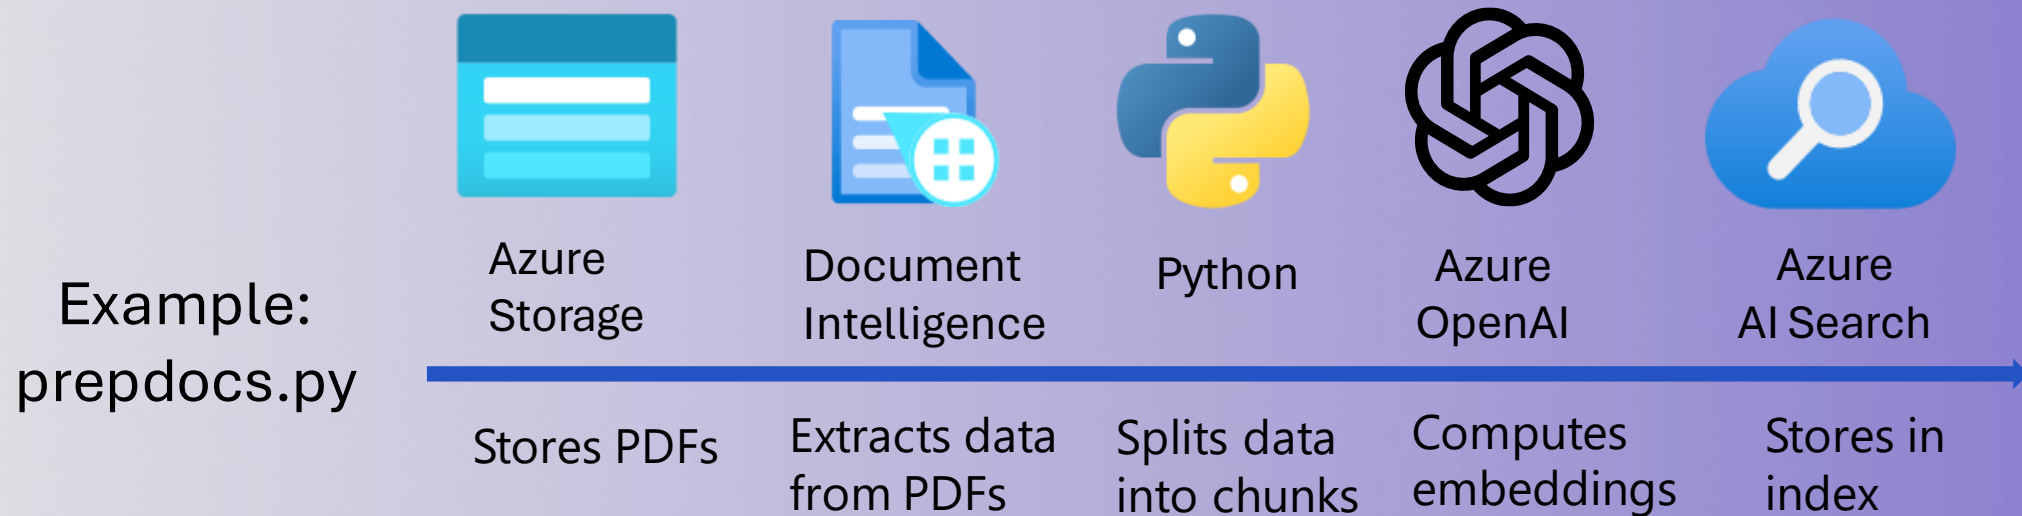 Example:
prepdocs.py
Azure
Storage
Document
Intelligence
Python
Azure
OpenAI
Azure
AI Search
Stores PDFs
Extracts data
from PDFs
Splits data
into chunks
Computes
embeddings
Stores in
index